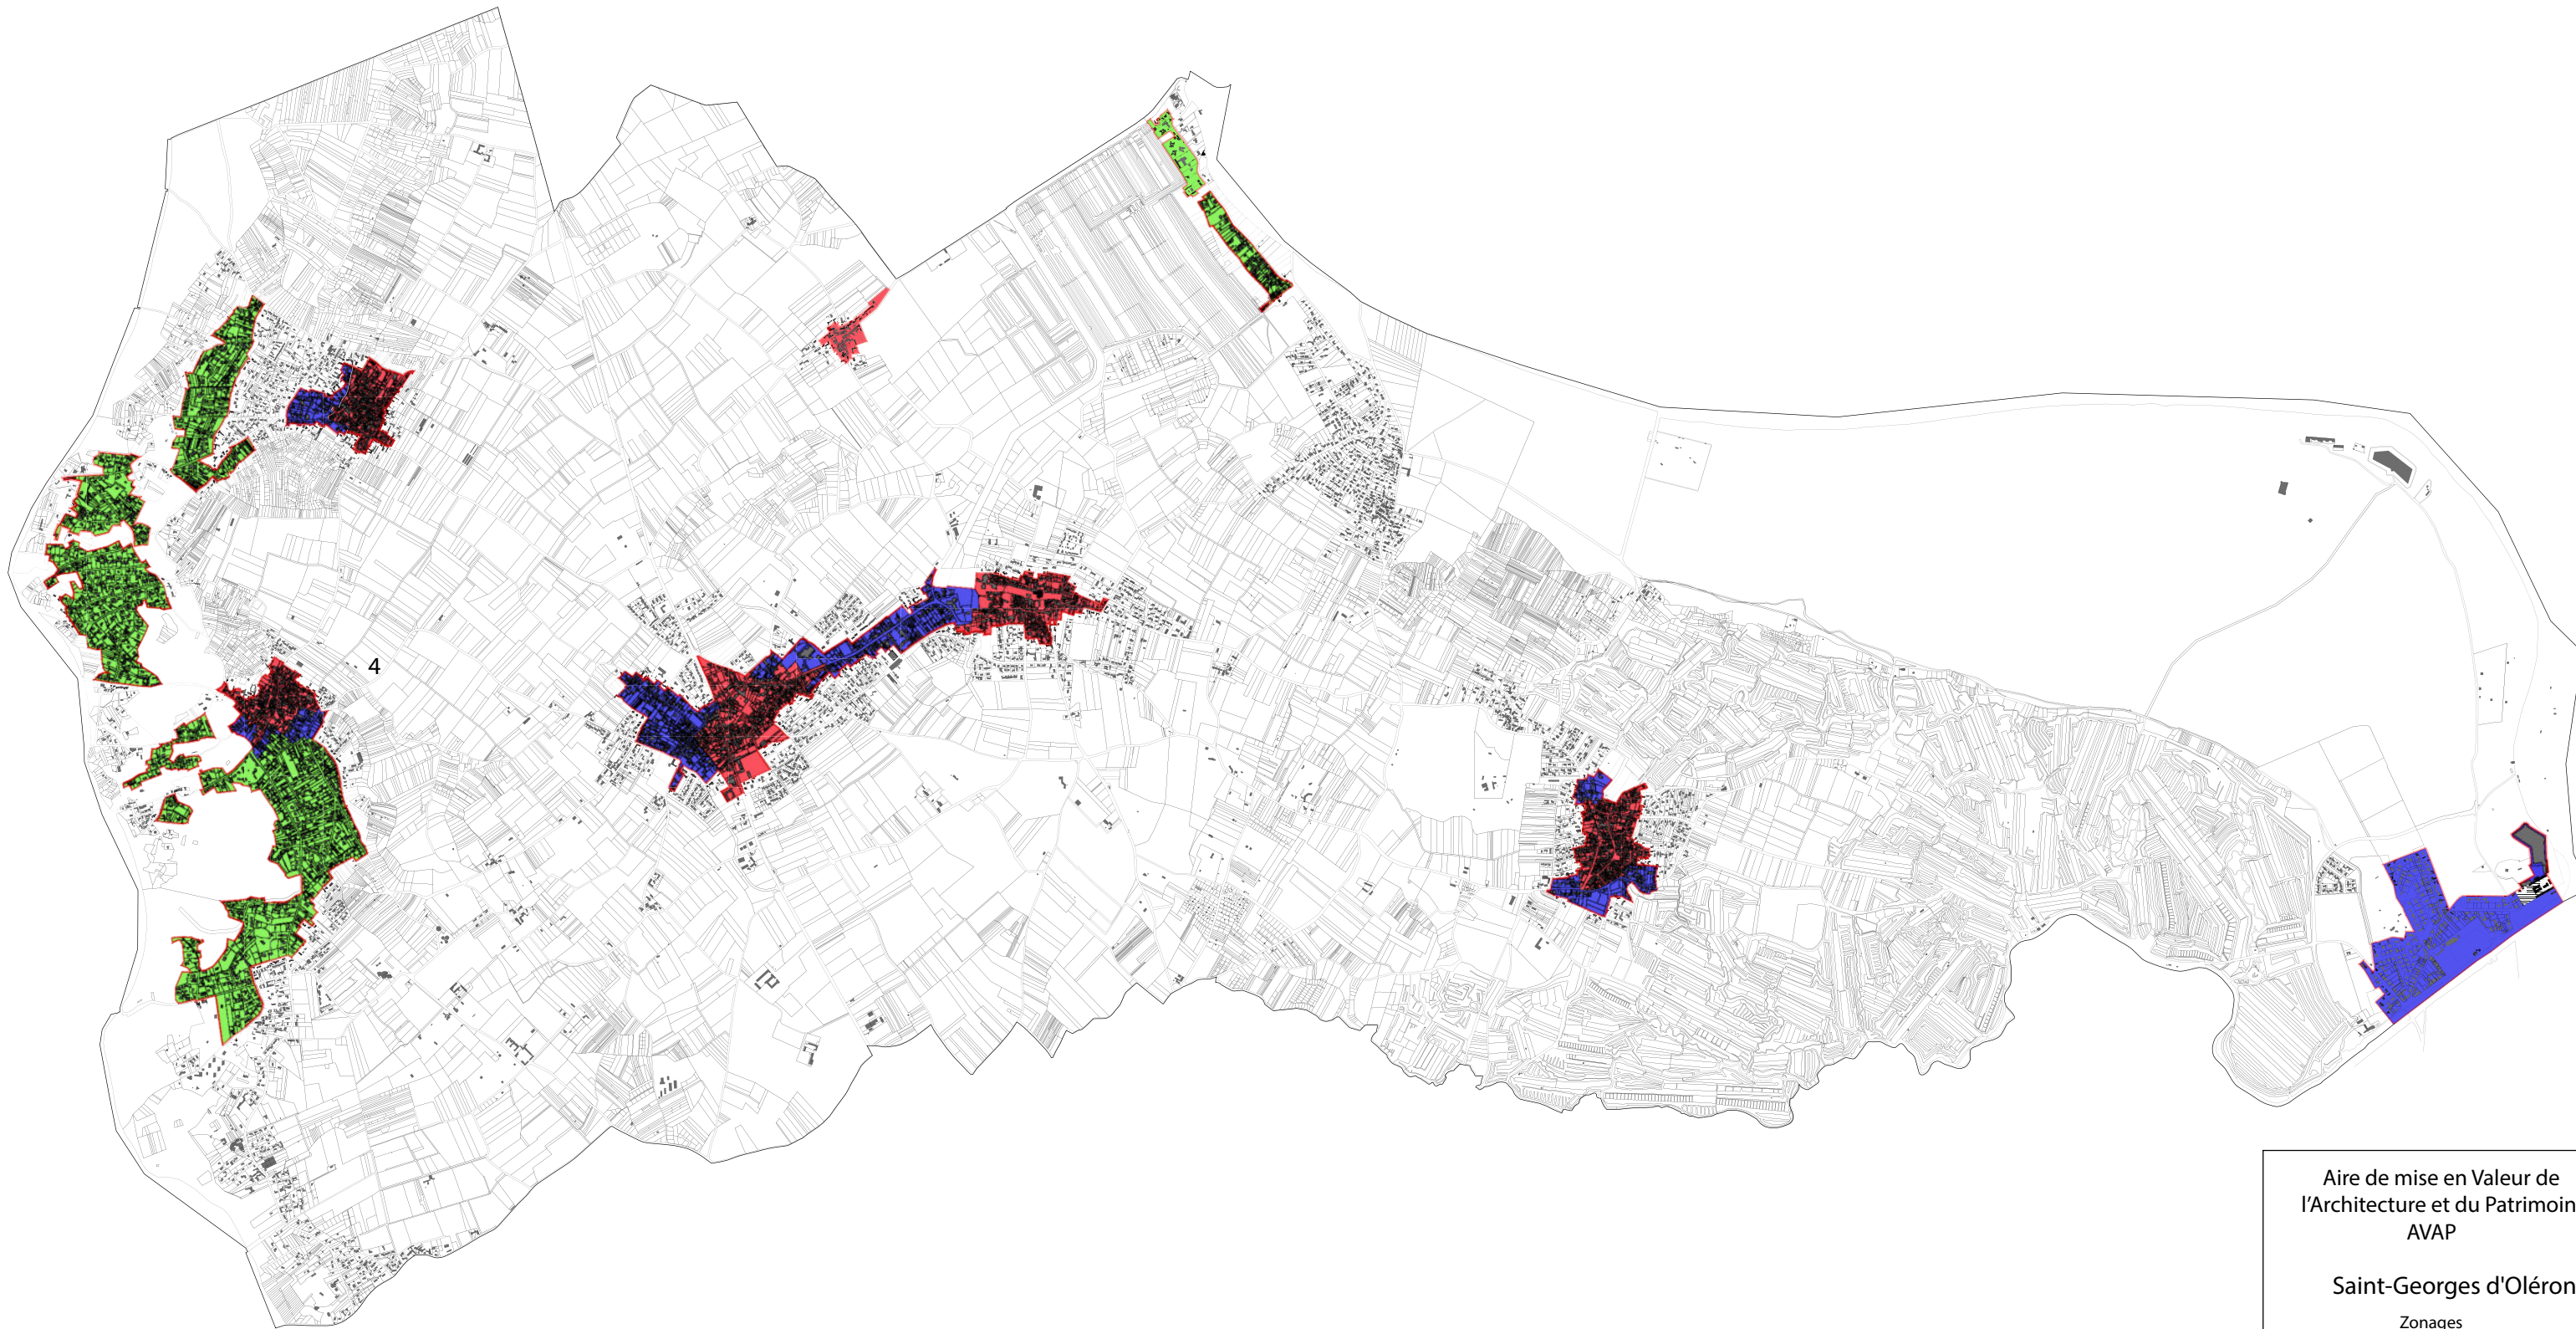 4
Aire de mise en Valeur de
l'Architecture et du Patrimoin
AVAP
Saint-Georges d'Oléron
Zonages